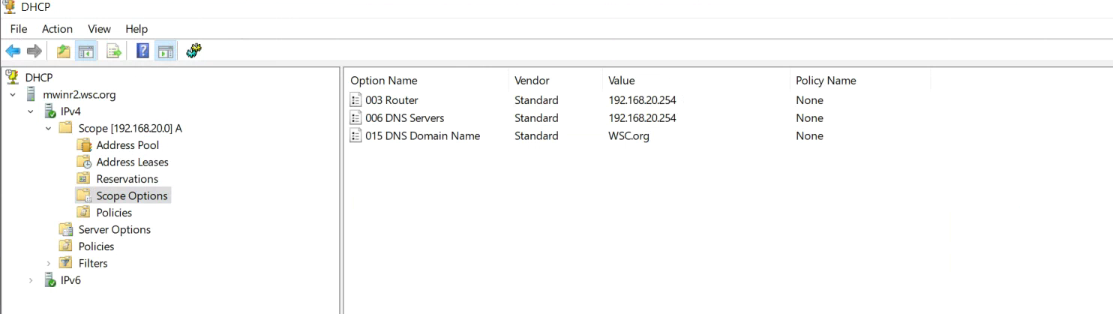 DHCP
File Action View Help
DHCP
mwinr2.wsc.org
IPv4
Scope [192.168.20.0] A
Address Pool
Address Leases
Reservations
Scope Options
Policies
Server Options
Policies
Filters
IPv6
Option Name Vendor Value Policy Name
003 Router Standard 192.168.20.254 None
006 DNS Servers Standard 192.168.20.254 None
015 DNS Domain Name Standard WSC.org None